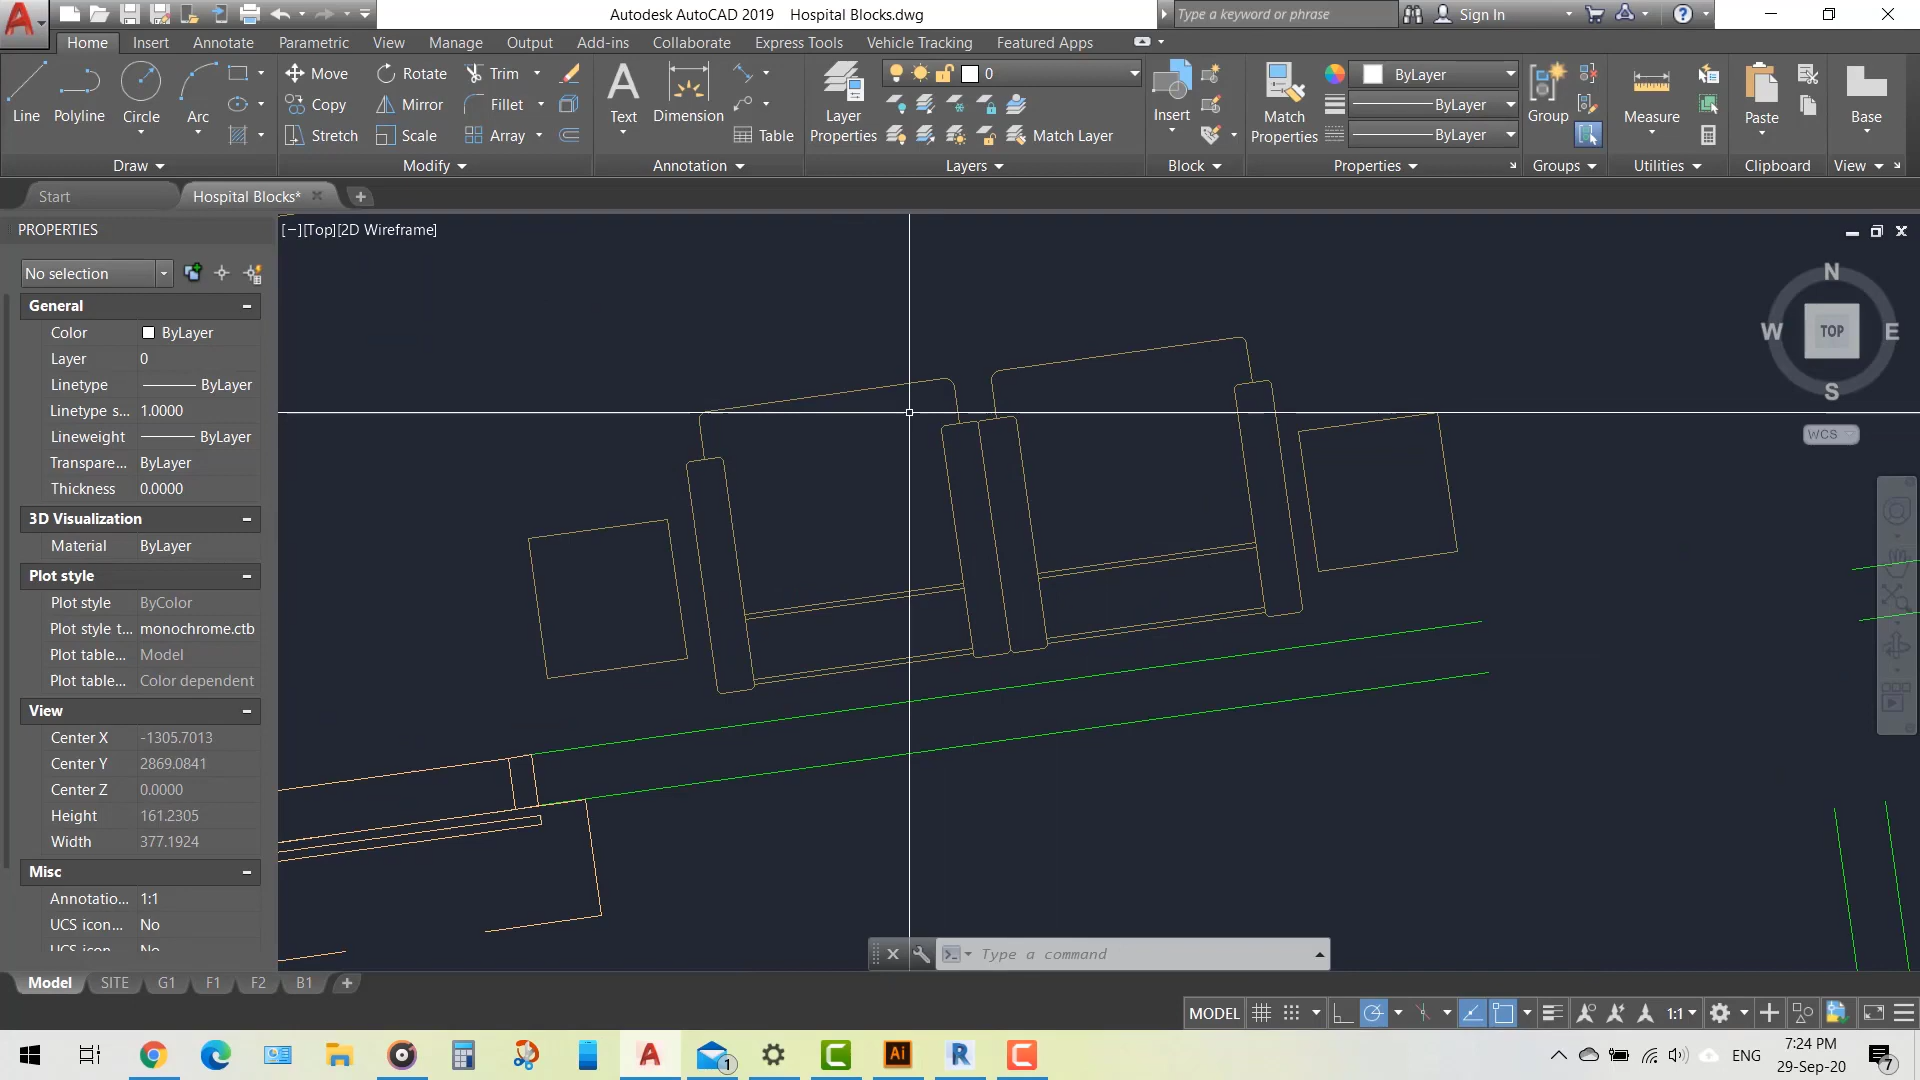 Autodesk AutoCAD 2019 Hospital Blocks.dwg
Type a keyword or phrase
Sign In
Home Insert Annotate Parametric View Manage Output Add-ins Collaborate Express Tools Vehicle Tracking Featured Apps
Line Polyline Circle Arc
Move Rotate Trim
Copy Mirror Fillet
Stretch Scale Array
Text Dimension Table
Layer Properties
0
Match Layer
Insert
Match Properties
ByLayer
ByLayer
ByLayer
Group
Measure
Paste
Base
Draw Modify Annotation Layers Block Properties Groups Utilities Clipboard View
Start Hospital Blocks*
PROPERTIES
[−][Top][2D Wireframe]
No selection
General
Color ByLayer
Layer 0
Linetype ByLayer
Linetype s... 1.0000
Lineweight ByLayer
Transpare... ByLayer
Thickness 0.0000
3D Visualization
Material ByLayer
Plot style
Plot style ByColor
Plot style t... monochrome.ctb
Plot table... Model
Plot table... Color dependent
View
Center X -1305.7013
Center Y 2869.0841
Center Z 0.0000
Height 161.2305
Width 377.1924
Misc
Annotatio... 1:1
UCS icon... No
UCS icon... No
N
W TOP E
S
WCS
Type a command
Model SITE G1 F1 F2 B1
MODEL 1:1
Ai
R
1
ENG
7:24 PM
29-Sep-20
7